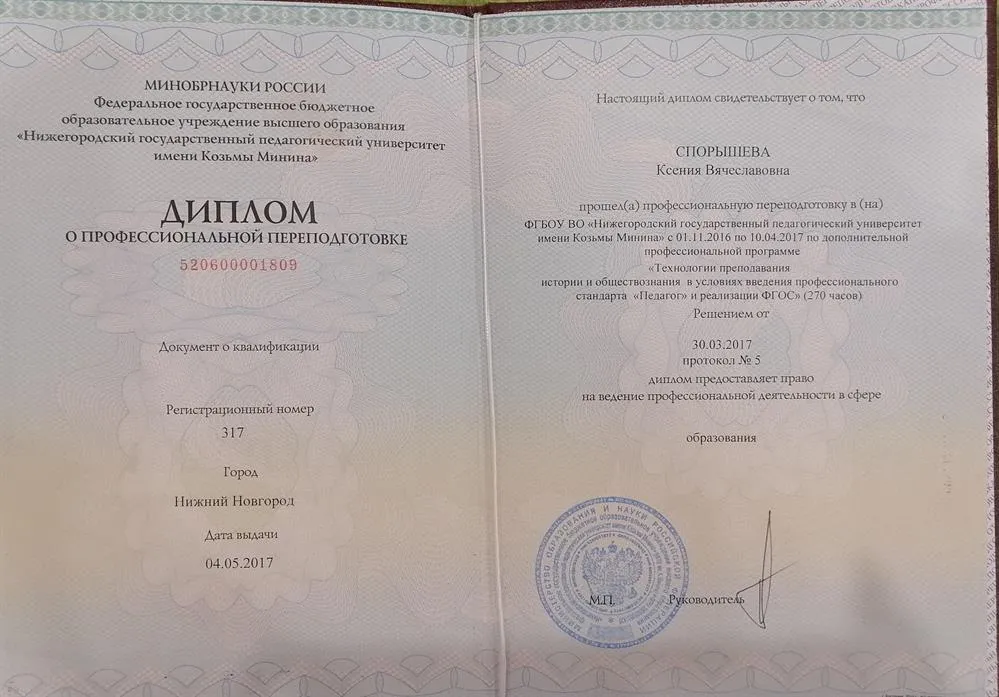 МИНОБРНАУКИ РОССИИ
Федеральное государственное бюджетное
образовательное учреждение высшего образования
«Нижегородский государственный педагогический университет
имени Козьмы Минина»
ДИПЛОМ
О ПРОФЕССИОНАЛЬНОЙ ПЕРЕПОДГОТОВКЕ
520600001809
Документ о квалификации
Регистрационный номер
317
Город
Нижний Новгород
Дата выдачи
04.05.2017
Настоящий диплом свидетельствует о том, что
СПОРЫШЕВА
Ксения Вячеславовна
прошел(а) профессиональную переподготовку в (на)
ФГБОУ ВО «Нижегородский государственный педагогический университет
имени Козьмы Минина» с 01.11.2016 по 10.04.2017 по дополнительной
профессиональной программе
«Технологии преподавания
истории и обществознания в условиях введения профессионального
стандарта «Педагог» и реализации ФГОС» (270 часов)
Решением от
30.03.2017
протокол № 5
диплом предоставляет право
на ведение профессиональной деятельности в сфере
образования
МИНИСТЕРСТВО ОБРАЗОВАНИЯ И НАУКИ РОССИЙСКОЙ ФЕДЕРАЦИИ
М.П.
Руководитель